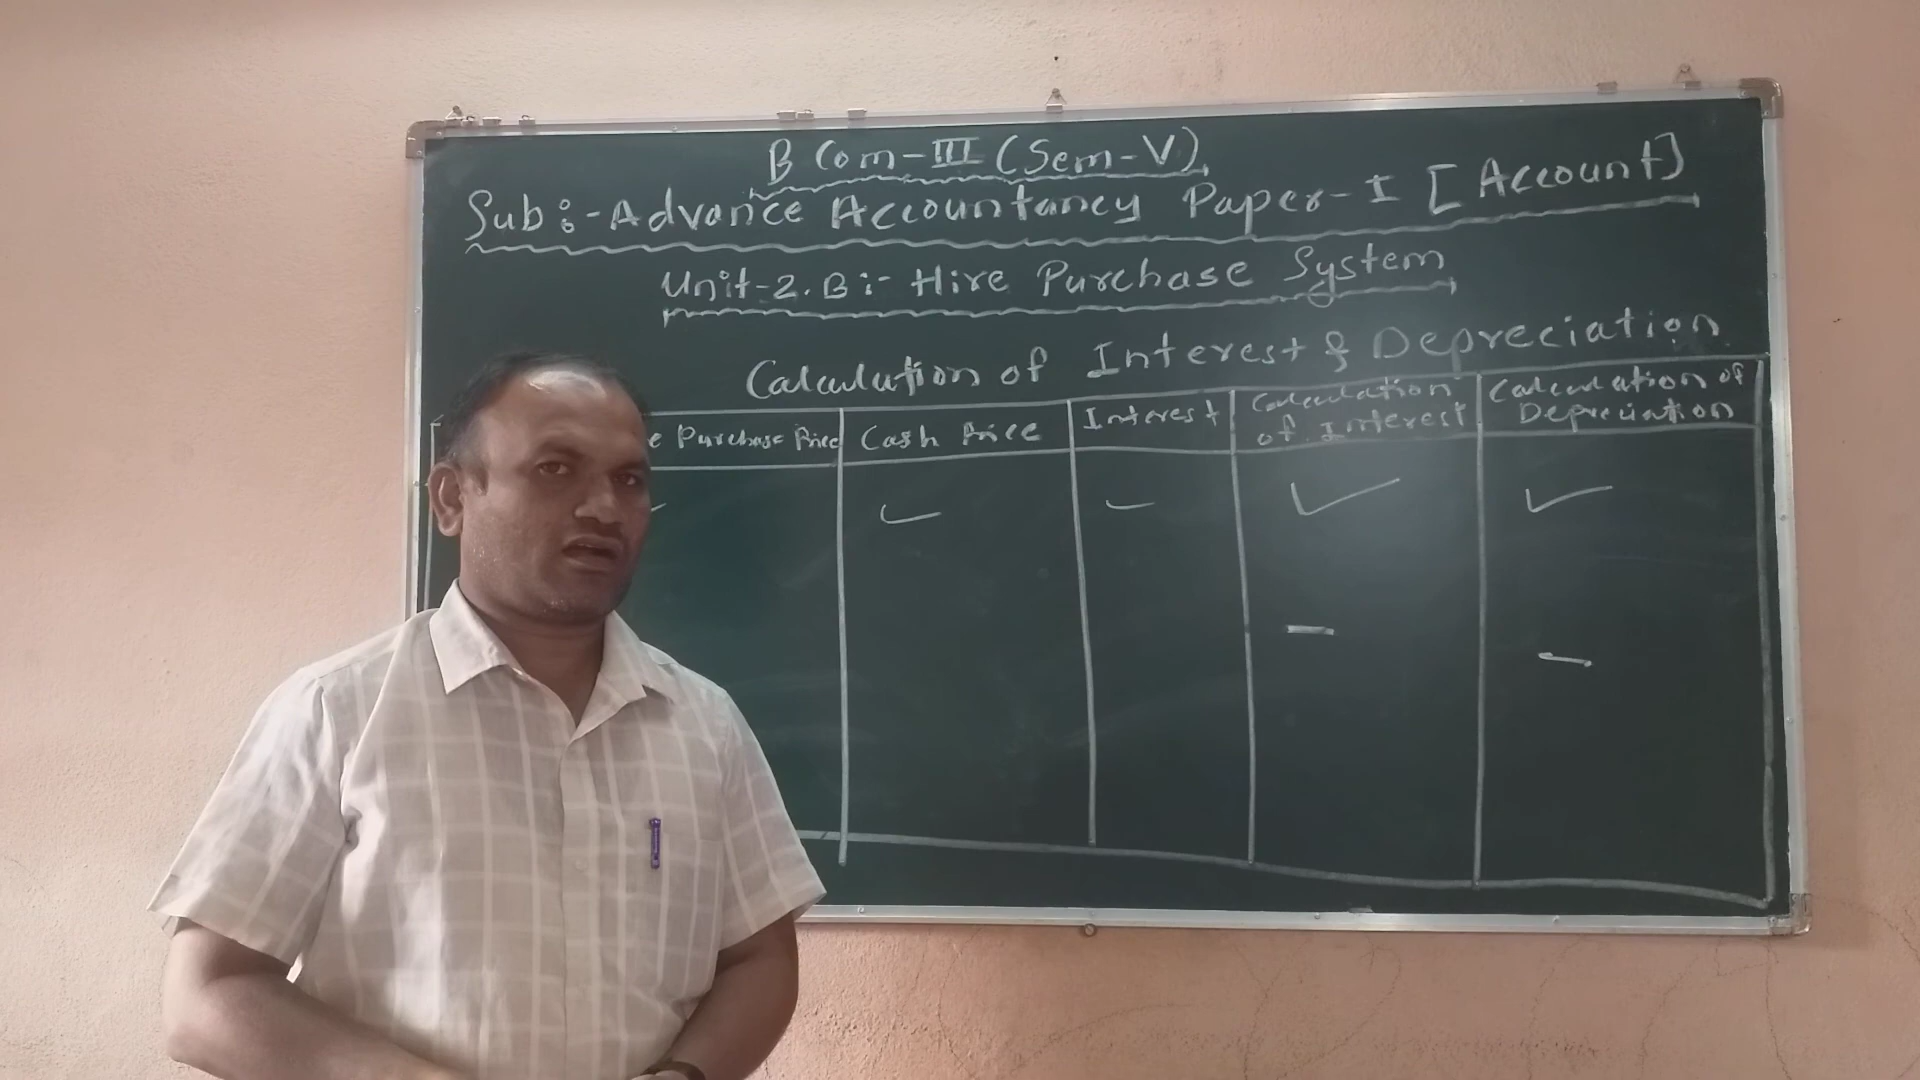 B Com-III (Sem-V)
Sub:-Advance Accountancy Paper-I [Account]
Unit-2.B:- Hire Purchase System
Calculation of Interest & Depreciation
Purchase Price
Cash Price
Interest
Calculation
of Interest
Calculation of
Depreciation